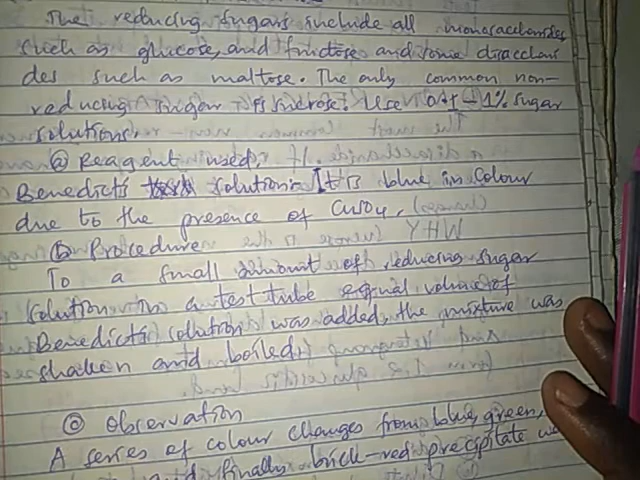 The reducing sugars include all monosaccharides
such as glucose, and fructose and some disacchari
des such as maltose. The only common non-
reducing sugar is sucrose. Use 0.1 - 1% sugar
solutions.
(a) Reagent used;
Benedict's solution. It is blue in colour
due to the presence of CuSO4.
(b) Procedure
To a small amount of reducing sugar
solution in a test tube equal volume of
Benedict's solution was added, the mixture was
shaken and boiled.
(c) Observation
A series of colour changes from blue, green,
and finally brick-red precipitate